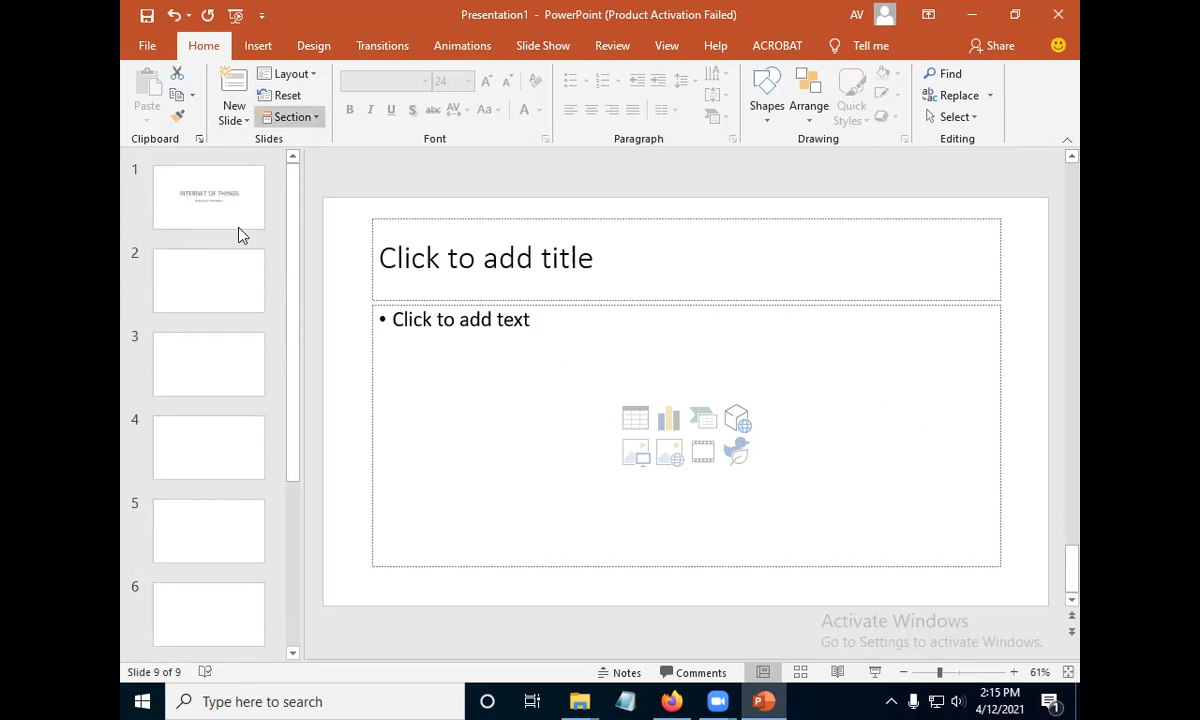 Presentation1 - PowerPoint (Product Activation Failed)
AV
File
Home
Insert
Design
Transitions
Animations
Slide Show
Review
View
Help
ACROBAT
Tell me
Share
Paste
New
Slide
Layout
Reset
Section
24
Shapes
Arrange
Quick
Styles
Find
Replace
Select
Clipboard
Slides
Font
Paragraph
Drawing
Editing
1
INTERNET OF THINGS
2
3
4
5
6
Click to add title
• Click to add text
Activate Windows
Go to Settings to activate Windows.
Slide 9 of 9
Notes
Comments
61%
Type here to search
2:15 PM
4/12/2021
1